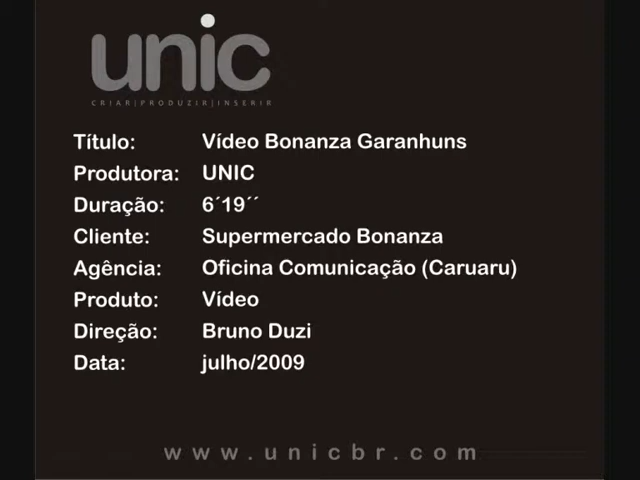 unic
CRIAR|PRODUZIR|INSERIR
Título: Vídeo Bonanza Garanhuns
Produtora: UNIC
Duração: 6´19´´
Cliente: Supermercado Bonanza
Agência: Oficina Comunicação (Caruaru)
Produto: Vídeo
Direção: Bruno Duzi
Data: julho/2009
www.unicbr.com